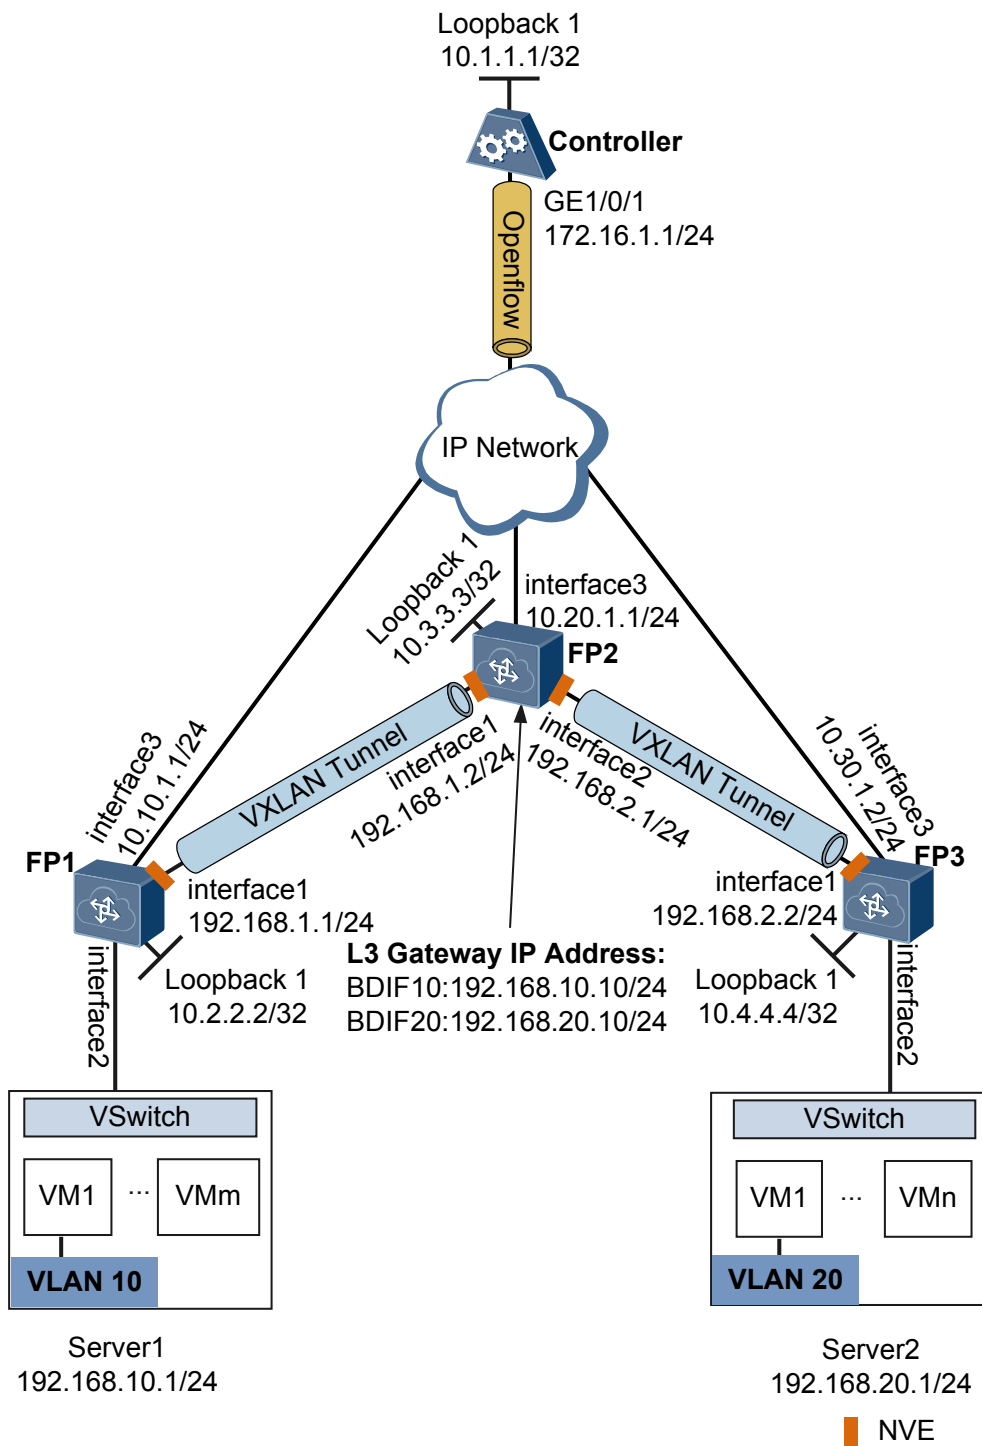 Loopback 1
10.1.1.1/32
Controller
GE1/0/1
172.16.1.1/24
Openflow
IP Network
Loopback 1
10.3.3.3/32
interface3
10.20.1.1/24
FP2
interface3
10.10.1.1/24
VXLAN Tunnel
interface1
192.168.1.2/24
interface2
192.168.2.1/24
VXLAN Tunnel
interface3
10.30.1.2/24
FP1
FP3
interface1
192.168.1.1/24
interface1
192.168.2.2/24
L3 Gateway IP Address:
BDIF10:192.168.10.10/24
BDIF20:192.168.20.10/24
Loopback 1
10.2.2.2/32
Loopback 1
10.4.4.4/32
interface2
interface2
VSwitch
VM1 ... VMm
VLAN 10
Server1
192.168.10.1/24
VSwitch
VM1 ... VMn
VLAN 20
Server2
192.168.20.1/24
NVE